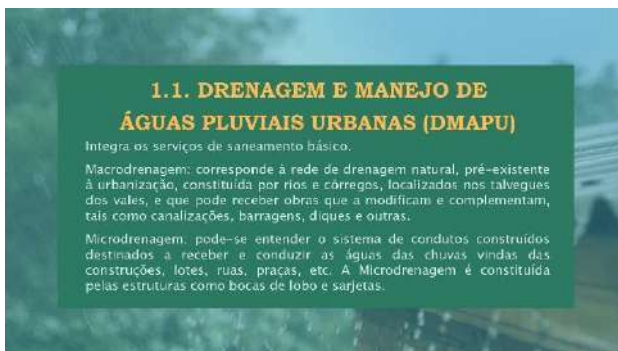 1.1. DRENAGEM E MANEJO DE
ÁGUAS PLUVIAIS URBANAS (DMAPU)
Integra os serviços de saneamento básico.
Macrodrenagem: corresponde à rede de drenagem natural, pré-existente
à urbanização, constituída por rios e córregos, localizados nos talvegues
dos vales, e que pode receber obras que a modificam e complementam,
tais como canalizações, barragens, diques e outras.
Microdrenagem: pode-se entender o sistema de condutos construídos
destinados a receber e conduzir as águas das chuvas vindas das
construções, lotes, ruas, praças, etc. A Microdrenagem é constituída
pelas estruturas como bocas de lobo e sarjetas.